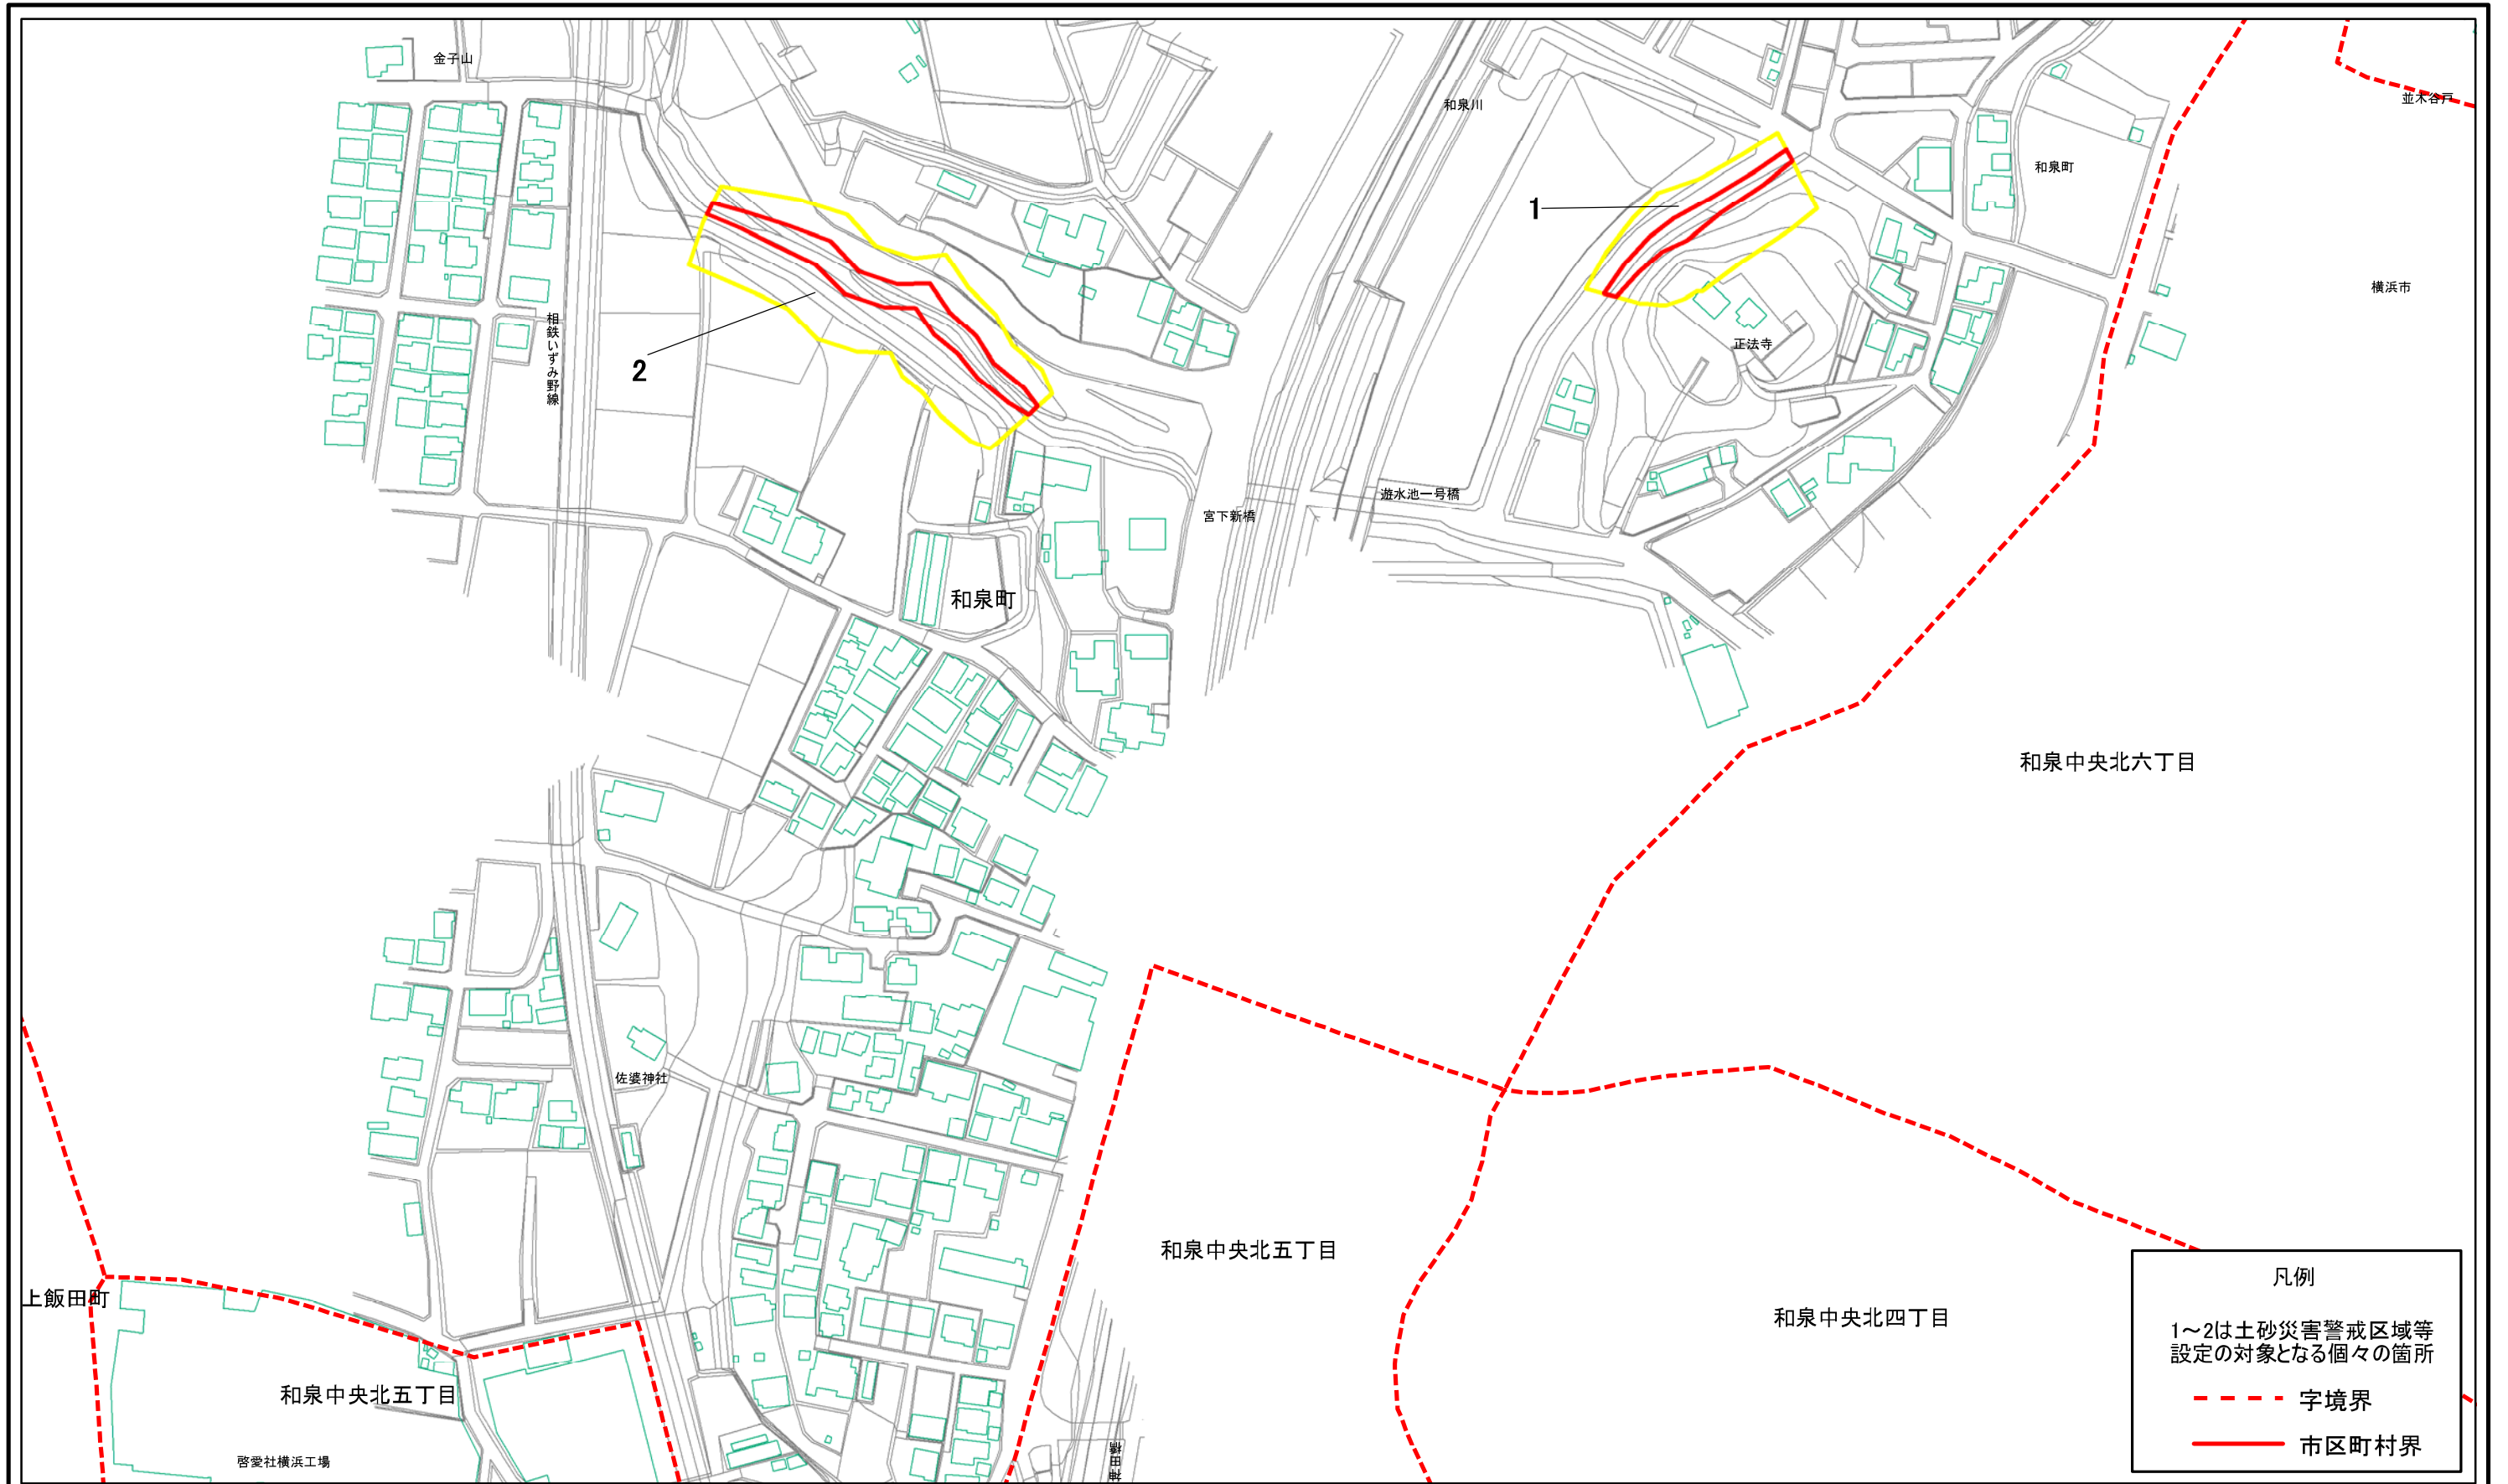 金子山
和泉川
並木谷戸
和泉町
1
横浜市
相鉄いずみ野線
正法寺
2
遊水池一号橋
宮下新橋
和泉町
和泉中央北六丁目
佐婆神社
和泉中央北五丁目
上飯田町
和泉中央北四丁目
和泉中央北五丁目
啓愛社横浜工場
神田橋
凡例
1～2は土砂災害警戒区域等
設定の対象となる個々の箇所
字境界
市区町村界